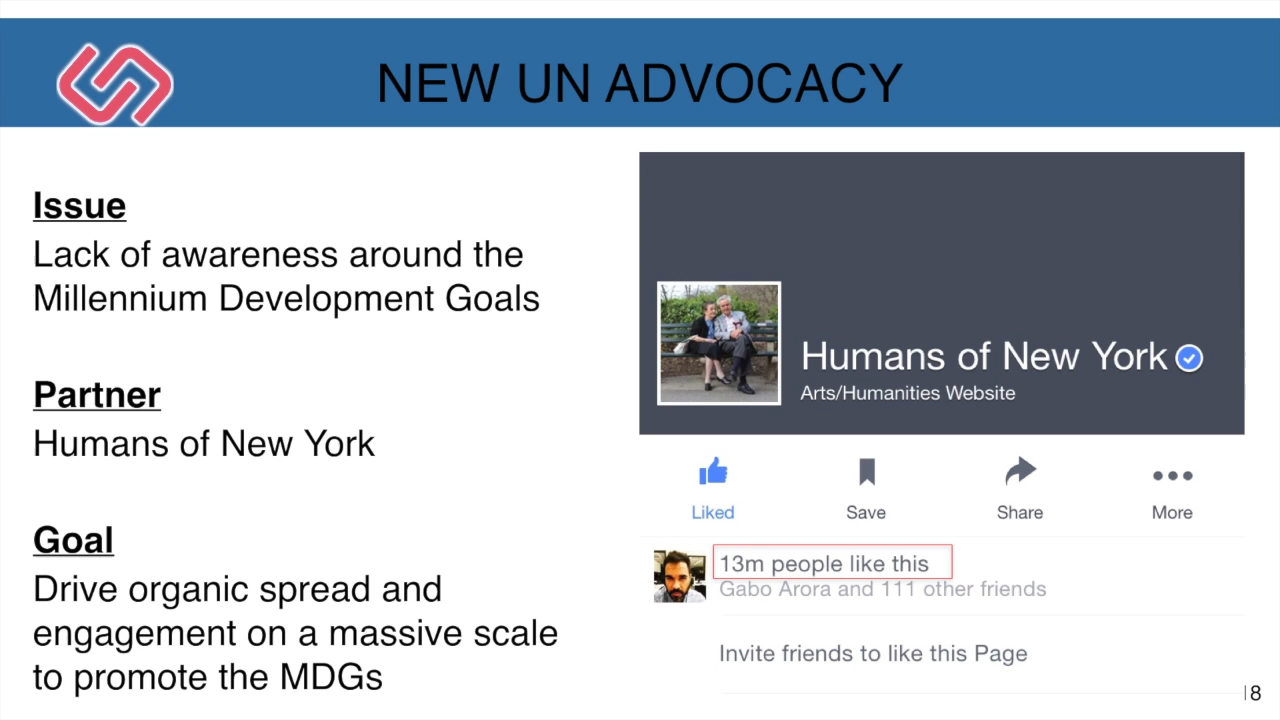 NEW UN ADVOCACY
Issue
Lack of awareness around the
Millennium Development Goals
Partner
Humans of New York
Goal
Drive organic spread and
engagement on a massive scale
to promote the MDGs
Humans of New York
Arts/Humanities Website
Liked
Save
Share
More
13m people like this
Gabo Arora and 111 other friends
Invite friends to like this Page
8